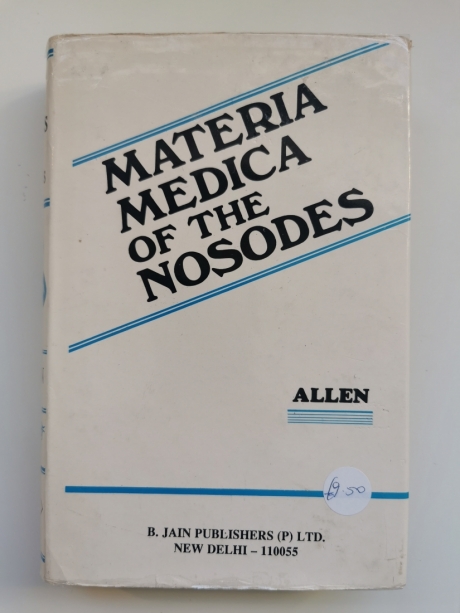 MATERIA
MEDICA
OF THE
NOSODES
ALLEN
£9.50
B. JAIN PUBLISHERS (P) LTD.
NEW DELHI – 110055
S